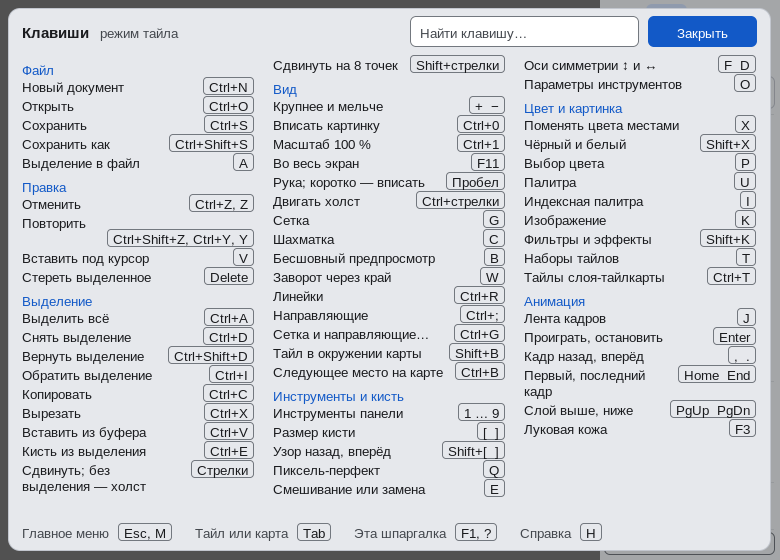 Клавиши режим тайла
Найти клавишу…
Закрыть
Файл
Новый документ Ctrl+N
Открыть Ctrl+O
Сохранить Ctrl+S
Сохранить как Ctrl+Shift+S
Выделение в файл A
Правка
Отменить Ctrl+Z, Z
Повторить
Ctrl+Shift+Z, Ctrl+Y, Y
Вставить под курсор V
Стереть выделенное Delete
Выделение
Выделить всё Ctrl+A
Снять выделение Ctrl+D
Вернуть выделение Ctrl+Shift+D
Обратить выделение Ctrl+I
Копировать Ctrl+C
Вырезать Ctrl+X
Вставить из буфера Ctrl+V
Кисть из выделения Ctrl+E
Сдвинуть; без Стрелки
выделения — холст
Сдвинуть на 8 точек Shift+стрелки
Вид
Крупнее и мельче + −
Вписать картинку Ctrl+0
Масштаб 100 % Ctrl+1
Во весь экран F11
Рука; коротко — вписать Пробел
Двигать холст Ctrl+стрелки
Сетка G
Шахматка C
Бесшовный предпросмотр B
Заворот через край W
Линейки Ctrl+R
Направляющие Ctrl+;
Сетка и направляющие… Ctrl+G
Тайл в окружении карты Shift+B
Следующее место на карте Ctrl+B
Инструменты и кисть
Инструменты панели 1 … 9
Размер кисти [ ]
Узор назад, вперёд Shift+[ ]
Пиксель-перфект Q
Смешивание или замена E
Оси симметрии ↕ и ↔ F D
Параметры инструментов O
Цвет и картинка
Поменять цвета местами X
Чёрный и белый Shift+X
Выбор цвета P
Палитра U
Индексная палитра I
Изображение K
Фильтры и эффекты Shift+K
Наборы тайлов T
Тайлы слоя-тайлкарты Ctrl+T
Анимация
Лента кадров J
Проиграть, остановить Enter
Кадр назад, вперёд , .
Первый, последний Home End
кадр
Слой выше, ниже PgUp PgDn
Луковая кожа F3
Главное меню Esc, M Тайл или карта Tab Эта шпаргалка F1, ? Справка H